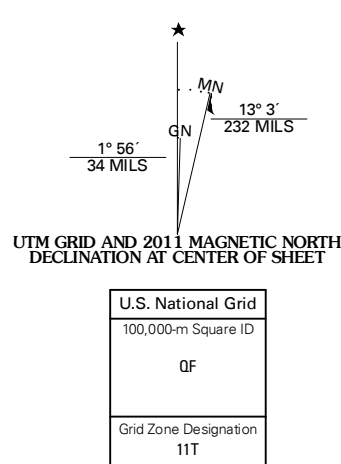 ★
MN
GN
13° 3´
232 MILS
1° 56´
34 MILS
UTM GRID AND 2011 MAGNETIC NORTH
DECLINATION AT CENTER OF SHEET
U.S. National Grid
100,000-m Square ID
QF
Grid Zone Designation
11T